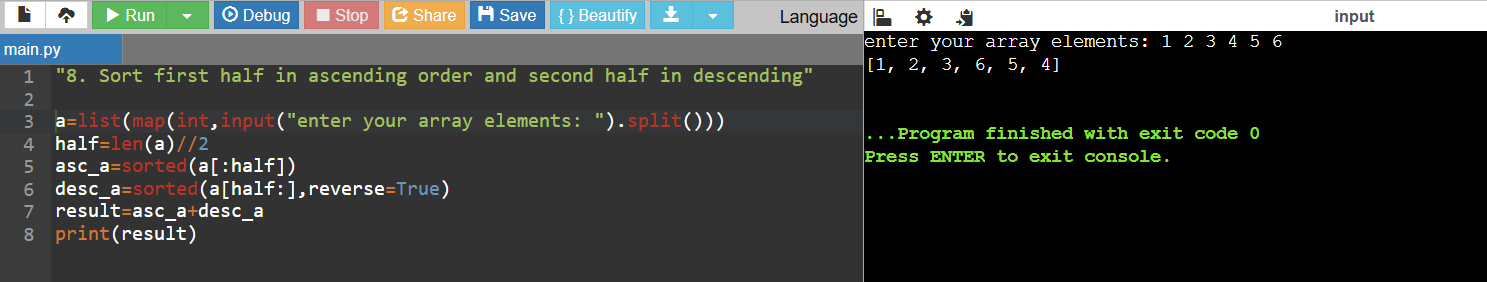 Run Debug Stop Share Save { } Beautify Language
input
main.py
1 "8. Sort first half in ascending order and second half in descending"
2
3 a=list(map(int,input("enter your array elements: ").split()))
4 half=len(a)//2
5 asc_a=sorted(a[:half])
6 desc_a=sorted(a[half:],reverse=True)
7 result=asc_a+desc_a
8 print(result)
enter your array elements: 1 2 3 4 5 6
[1, 2, 3, 6, 5, 4]
...Program finished with exit code 0
Press ENTER to exit console.